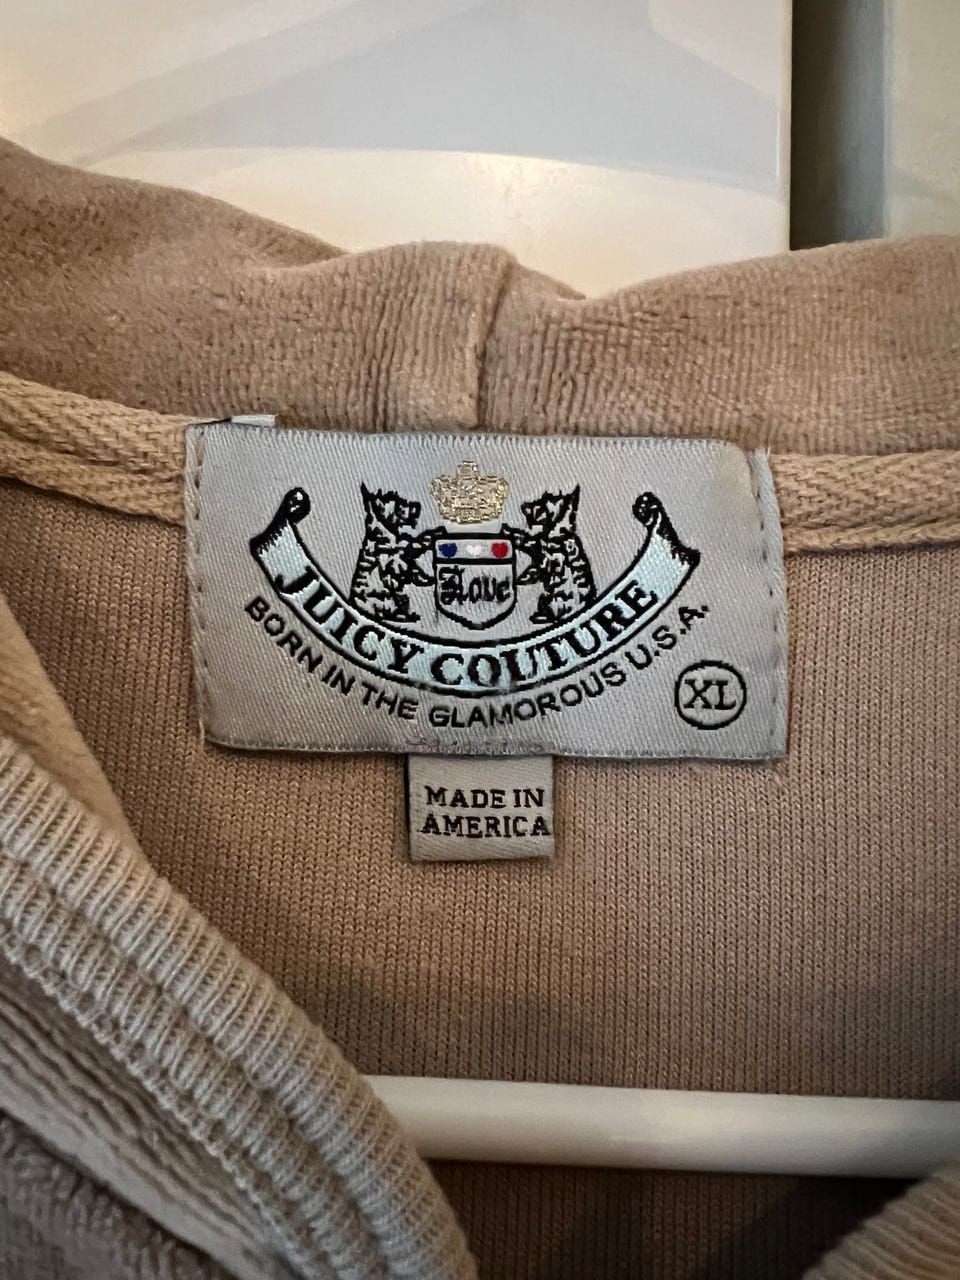 Love
JUICY COUTURE
BORN IN THE GLAMOROUS U.S.A.
XL
MADE IN
AMERICA